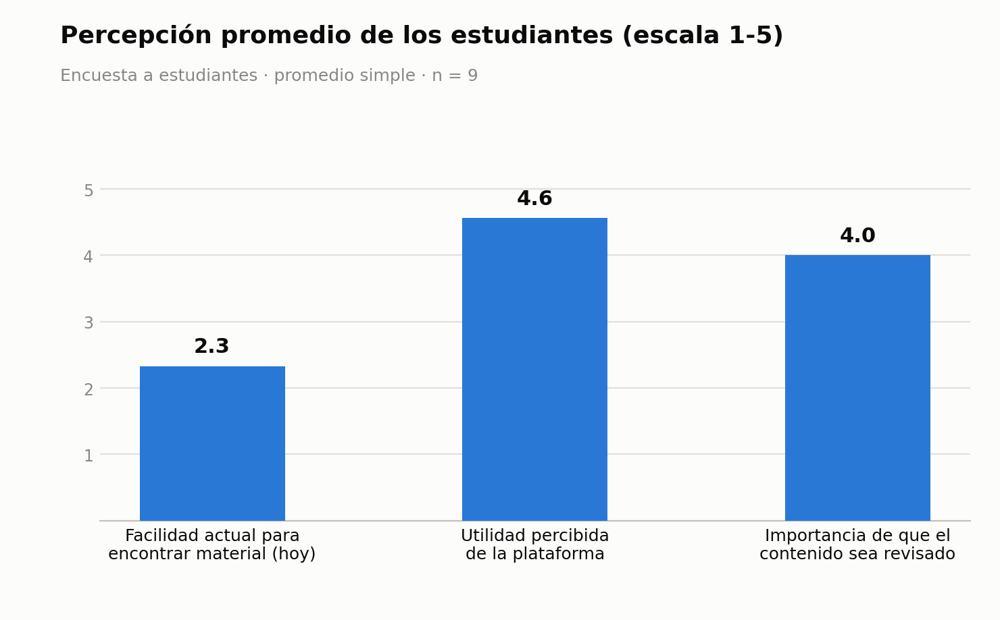 Percepción promedio de los estudiantes (escala 1-5)
Encuesta a estudiantes · promedio simple · n = 9
5
4.6
4.0
4
3
2.3
2
1
Facilidad actual para
encontrar material (hoy)
Utilidad percibida
de la plataforma
Importancia de que el
contenido sea revisado